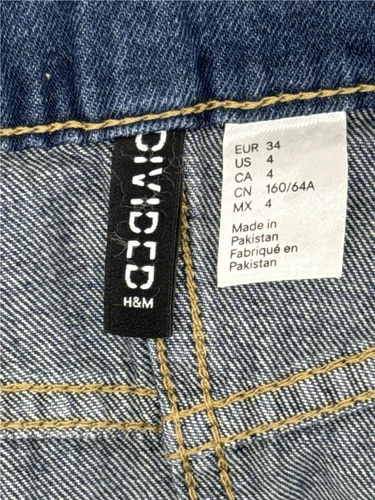 DIVIDED
H&M
EUR 34
US 4
CA 4
CN 160/64A
MX 4
Made in
Pakistan
Fabriqué en
Pakistan